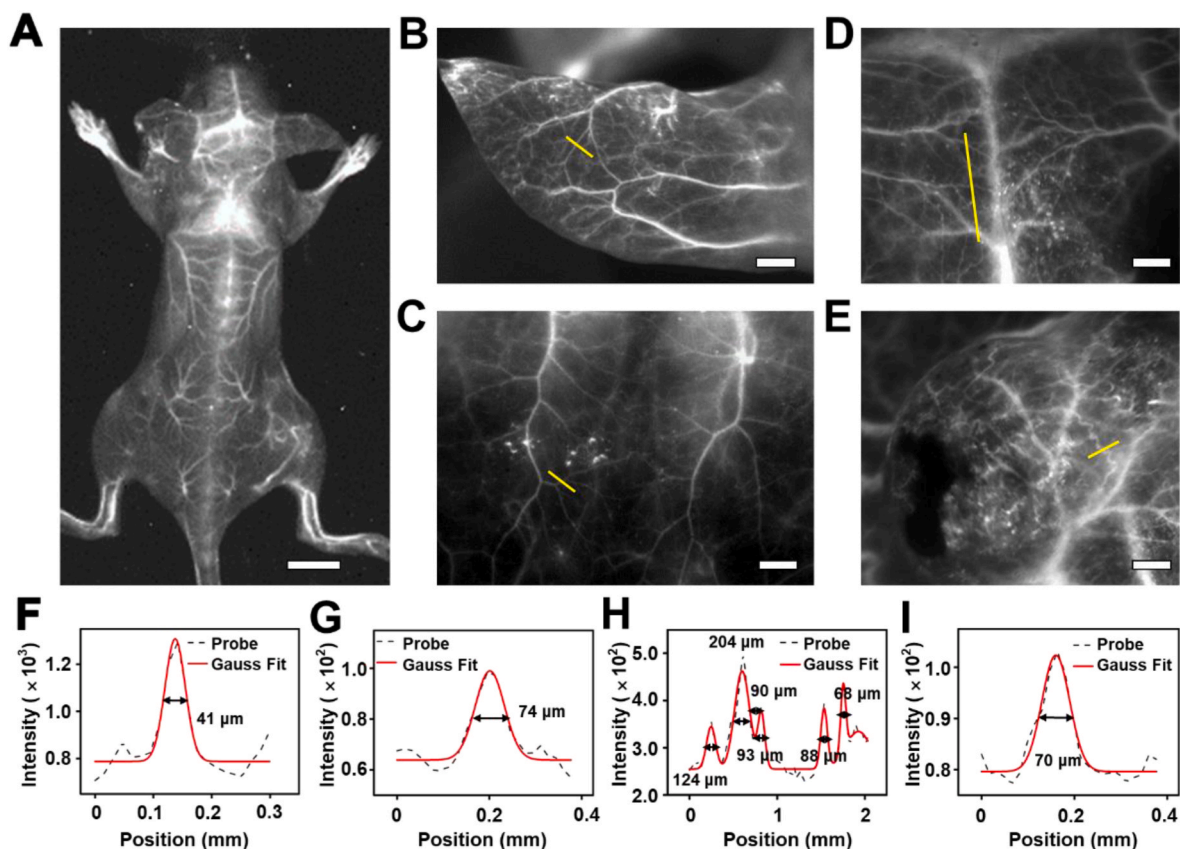 A
B
D
C
E
F
Intensity (× 10³)
1.2
1.0
0.8
Probe
Gauss Fit
41 µm
0.0 0.1 0.2 0.3
Position (mm)
G
Intensity (× 10²)
1.0
0.8
0.6
Probe
Gauss Fit
74 µm
0.0 0.2 0.4
Position (mm)
H
Intensity (× 10²)
5.0
4.0
3.0
2.0
Probe
Gauss Fit
204 µm
90 µm
68 µm
93 µm
88 µm
124 µm
0 1 2
Position (mm)
I
Intensity (× 10²)
1.0
0.9
0.8
Probe
Gauss Fit
70 µm
0.0 0.2 0.4
Position (mm)